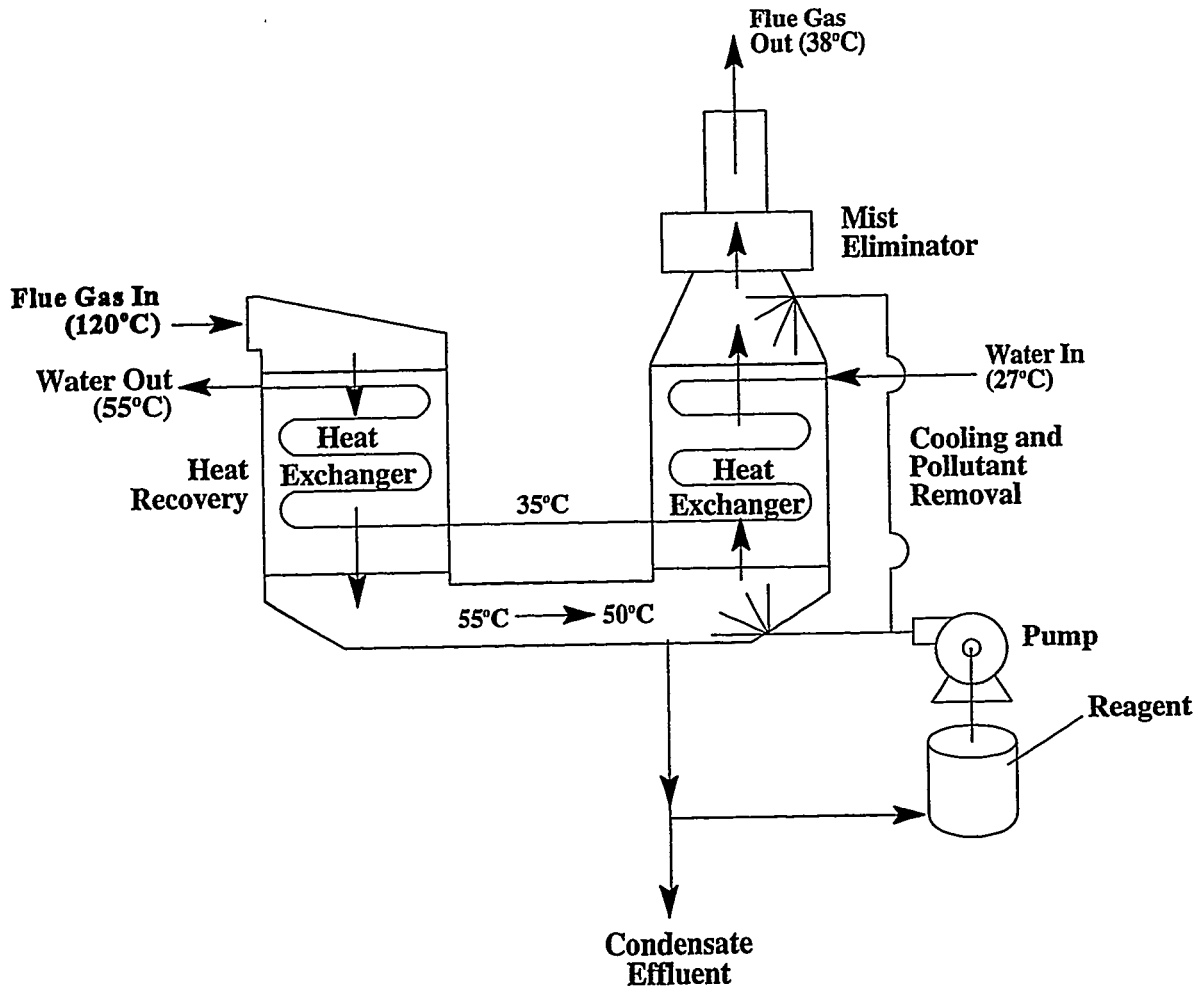 Flue Gas
Out (38°C)
Mist
Eliminator
Flue Gas In
(120°C)
Water Out
(55°C)
Water In
(27°C)
Heat
Exchanger
Heat
Recovery
Heat
Exchanger
Cooling and
Pollutant
Removal
35°C
55°C
50°C
Pump
Reagent
Condensate
Effluent